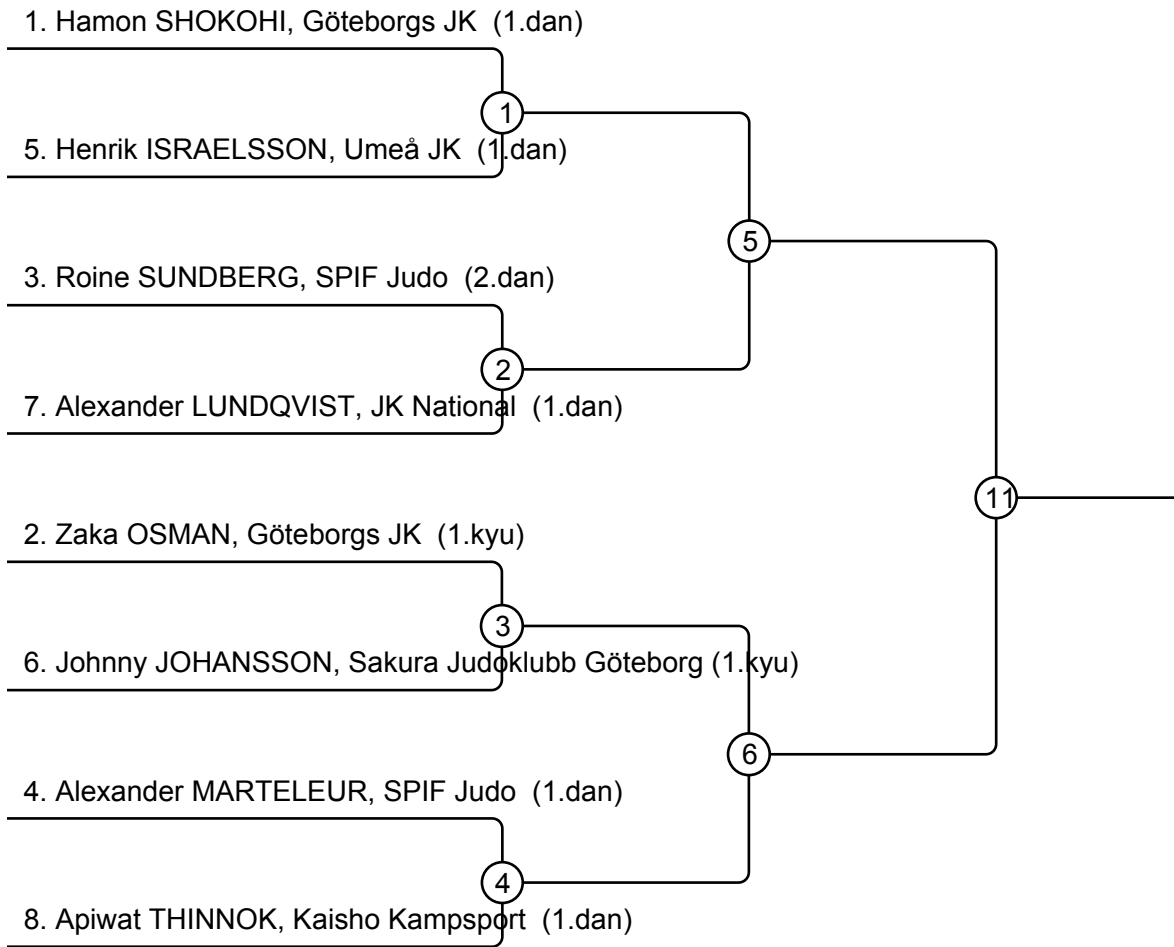 1. Hamon SHOKOHI, Göteborgs JK (1.dan)
1
5. Henrik ISRAELSSON, Umeå JK (1.dan)
5
3. Roine SUNDBERG, SPIF Judo (2.dan)
2
7. Alexander LUNDQVIST, JK National (1.dan)
11
2. Zaka OSMAN, Göteborgs JK (1.kyu)
3
6. Johnny JOHANSSON, Sakura Judoklubb Göteborg (1.kyu)
6
4. Alexander MARTELEUR, SPIF Judo (1.dan)
4
8. Apiwat THINNOK, Kaisho Kampsport (1.dan)